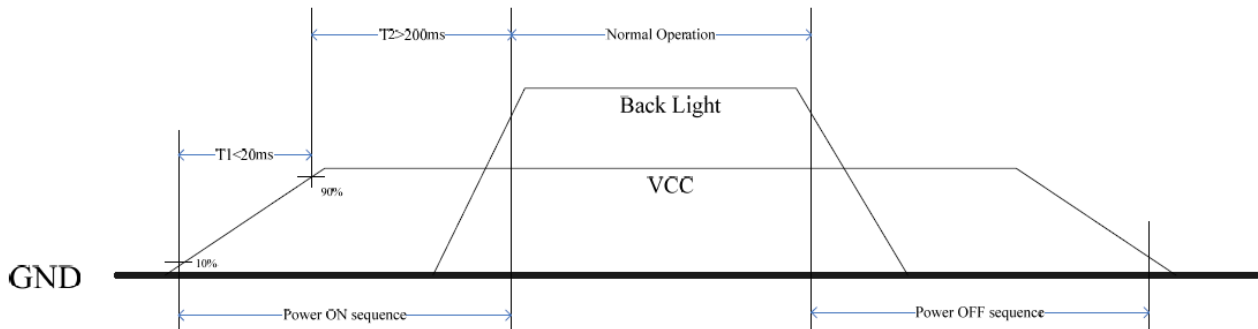 T2>200ms
Normal Operation
Back Light
T1<20ms
VCC
90%
10%
GND
Power ON sequence
Power OFF sequence